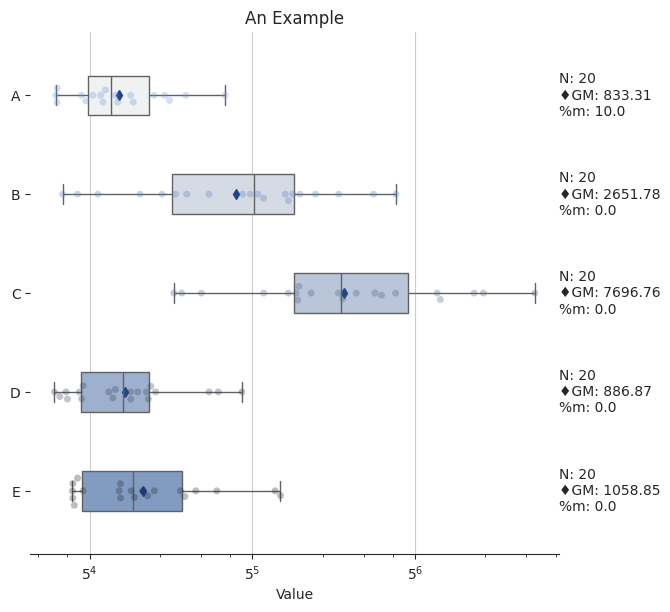 An Example
A
N: 20
♦GM: 833.31
%m: 10.0
B
N: 20
♦GM: 2651.78
%m: 0.0
C
N: 20
♦GM: 7696.76
%m: 0.0
D
N: 20
♦GM: 886.87
%m: 0.0
E
N: 20
♦GM: 1058.85
%m: 0.0
5⁴ 5⁵ 5⁶
Value